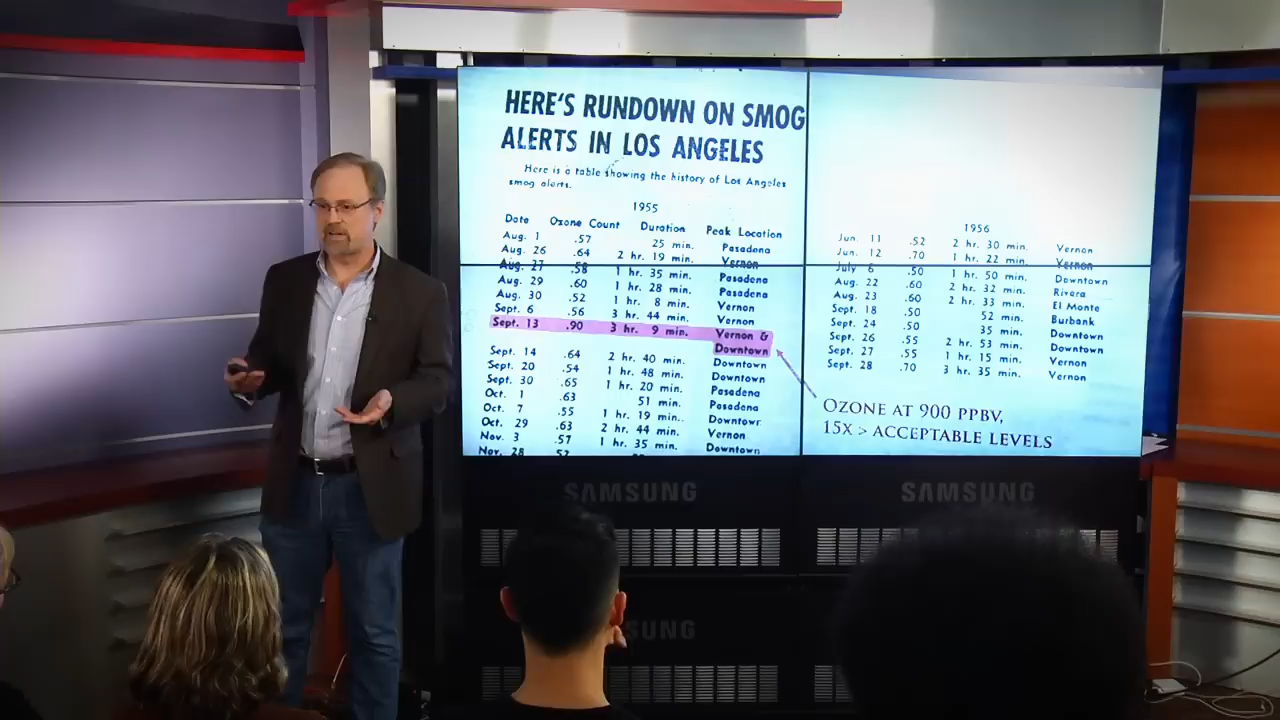 HERE'S RUNDOWN ON SMOG
ALERTS IN LOS ANGELES
Here is a table showing the history of Los Angeles
smog alerts.
1955
Date Ozone Count Duration Peak Location
Aug. 1 .57 25 min. Pasadena
Aug. 26 .64 2 hr. 19 min. Vernon
Aug. 27 .58 1 hr. 35 min. Pasadena
Aug. 29 .60 1 hr. 28 min. Pasadena
Aug. 30 .52 1 hr. 8 min. Vernon
Sept. 6 .56 3 hr. 44 min. Vernon
Sept. 13 .90 3 hr. 9 min. Vernon &
Downtown
Sept. 14 .64 2 hr. 40 min. Downtown
Sept. 20 .54 1 hr. 48 min. Downtown
Sept. 30 .65 1 hr. 20 min. Pasadena
Oct. 1 .63 51 min. Pasadena
Oct. 7 .55 1 hr. 19 min. Downtown
Oct. 29 .63 2 hr. 44 min. Vernon
Nov. 3 .57 1 hr. 35 min. Downtown
Nov. 28
1956
Jun. 11 .52 2 hr. 30 min. Vernon
Jun. 12 .70 1 hr. 22 min. Vernon
July 6 .50 1 hr. 50 min. Downtown
Aug. 22 .60 2 hr. 32 min. Rivera
Aug. 23 .60 2 hr. 33 min. El Monte
Sept. 18 .50 52 min. Burbank
Sept. 24 .50 35 min. Downtown
Sept. 26 .55 2 hr. 53 min. Downtown
Sept. 27 .55 1 hr. 15 min. Vernon
Sept. 28 .70 3 hr. 35 min. Vernon
OZONE AT 900 PPBV,
15X > ACCEPTABLE LEVELS
SAMSUNG
SAMSUNG
SUNG